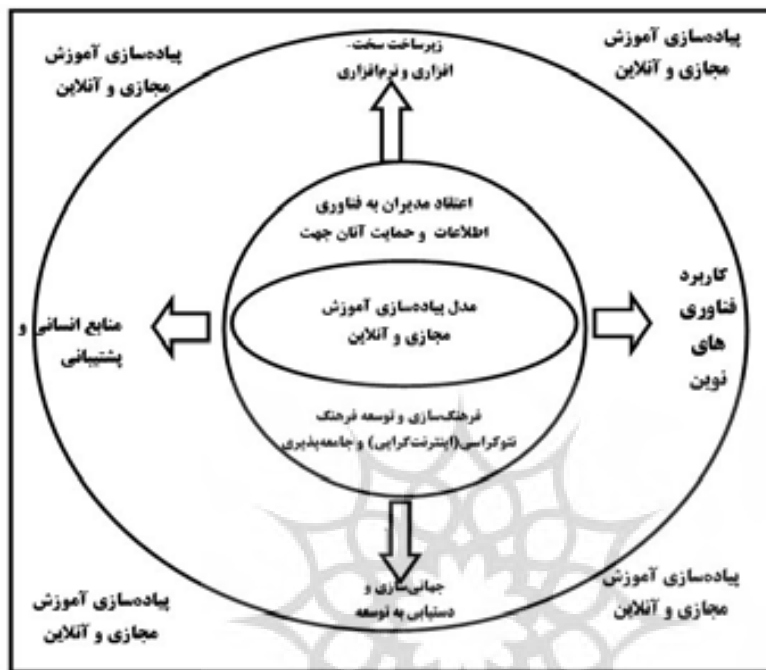 پیاده‌سازی آموزش
مجازی و آنلاین
زیرساخت سخت-
افزاری و نرم‌افزاری
پیاده‌سازی آموزش
مجازی و آنلاین
اعتقاد مدیران به فناوری
اطلاعات و حمایت آنان جهت
کاربرد
فناوری
های
نوین
مدل پیاده‌سازی آموزش
مجازی و آنلاین
منابع انسانی و
پشتیبانی
فرهنگ‌سازی و توسعه فرهنگ
نتوکراسی(اینترنت‌گرایی) و جامعه‌پذیری
پیاده‌سازی آموزش
مجازی و آنلاین
جهانی‌سازی و
دستیابی به توسعه
پیاده‌سازی آموزش
مجازی و آنلاین